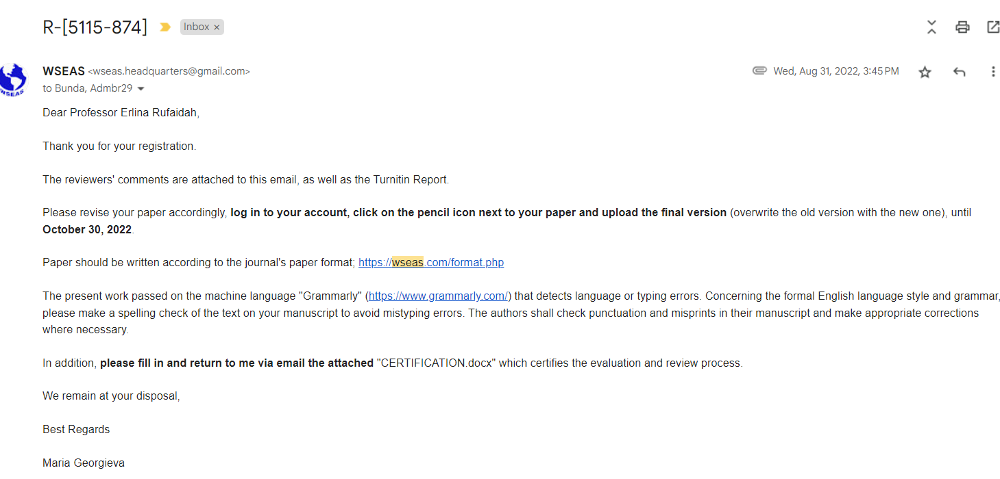 R-[5115-874] Inbox ×
WSEAS <wseas.headquarters@gmail.com> Wed, Aug 31, 2022, 3:45 PM
WSEAS
to Bunda, Admbr29
Dear Professor Erlina Rufaidah,
Thank you for your registration.
The reviewers' comments are attached to this email, as well as the Turnitin Report.
Please revise your paper accordingly, log in to your account, click on the pencil icon next to your paper and upload the final version (overwrite the old version with the new one), until
October 30, 2022.
Paper should be written according to the journal's paper format; https://wseas.com/format.php
The present work passed on the machine language "Grammarly" (https://www.grammarly.com/) that detects language or typing errors. Concerning the formal English language style and grammar,
please make a spelling check of the text on your manuscript to avoid mistyping errors. The authors shall check punctuation and misprints in their manuscript and make appropriate corrections
where necessary.
In addition, please fill in and return to me via email the attached "CERTIFICATION.docx" which certifies the evaluation and review process.
We remain at your disposal,
Best Regards
Maria Georgieva